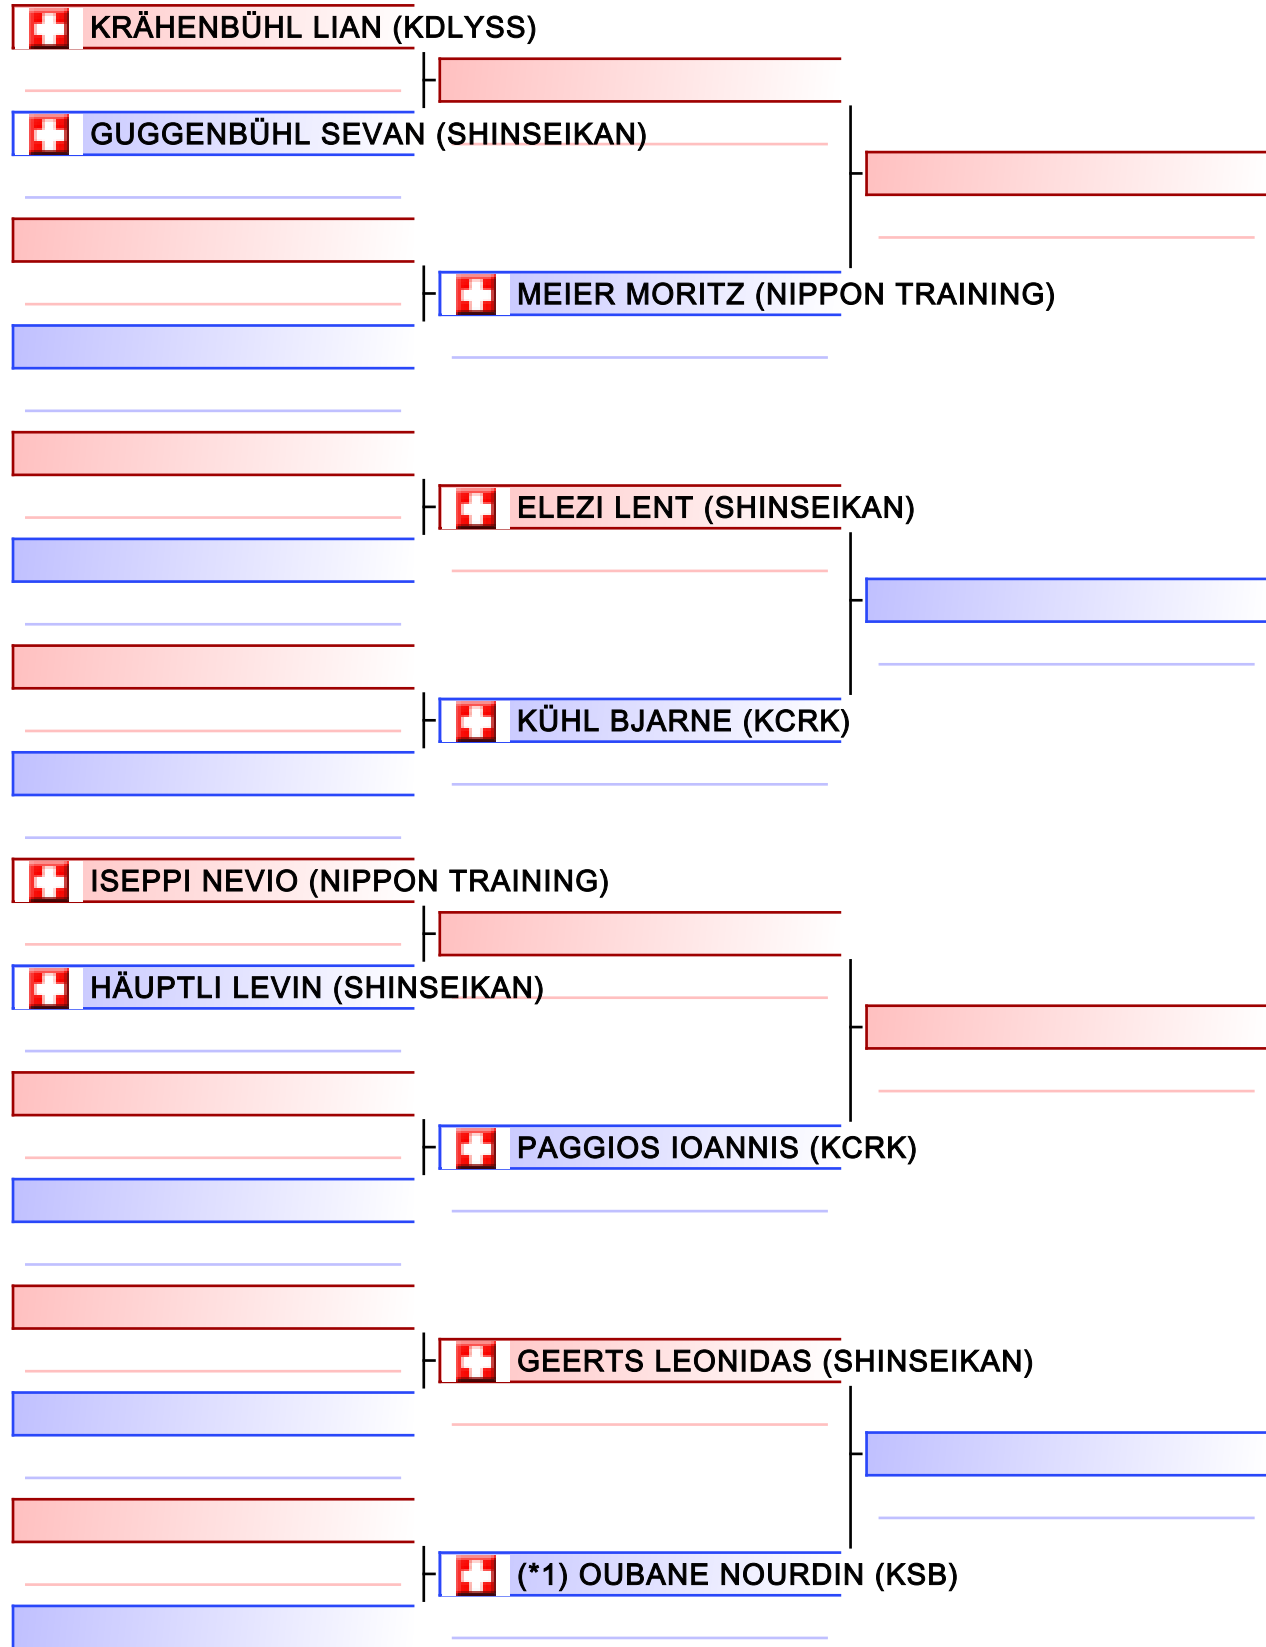 KRÄHENBÜHL LIAN (KDLYSS)
GUGGENBÜHL SEVAN (SHINSEIKAN)
MEIER MORITZ (NIPPON TRAINING)
ELEZI LENT (SHINSEIKAN)
KÜHL BJARNE (KCRK)
ISEPPI NEVIO (NIPPON TRAINING)
HÄUPTLI LEVIN (SHINSEIKAN)
PAGGIOS IOANNIS (KCRK)
GEERTS LEONIDAS (SHINSEIKAN)
(*1) OUBANE NOURDIN (KSB)